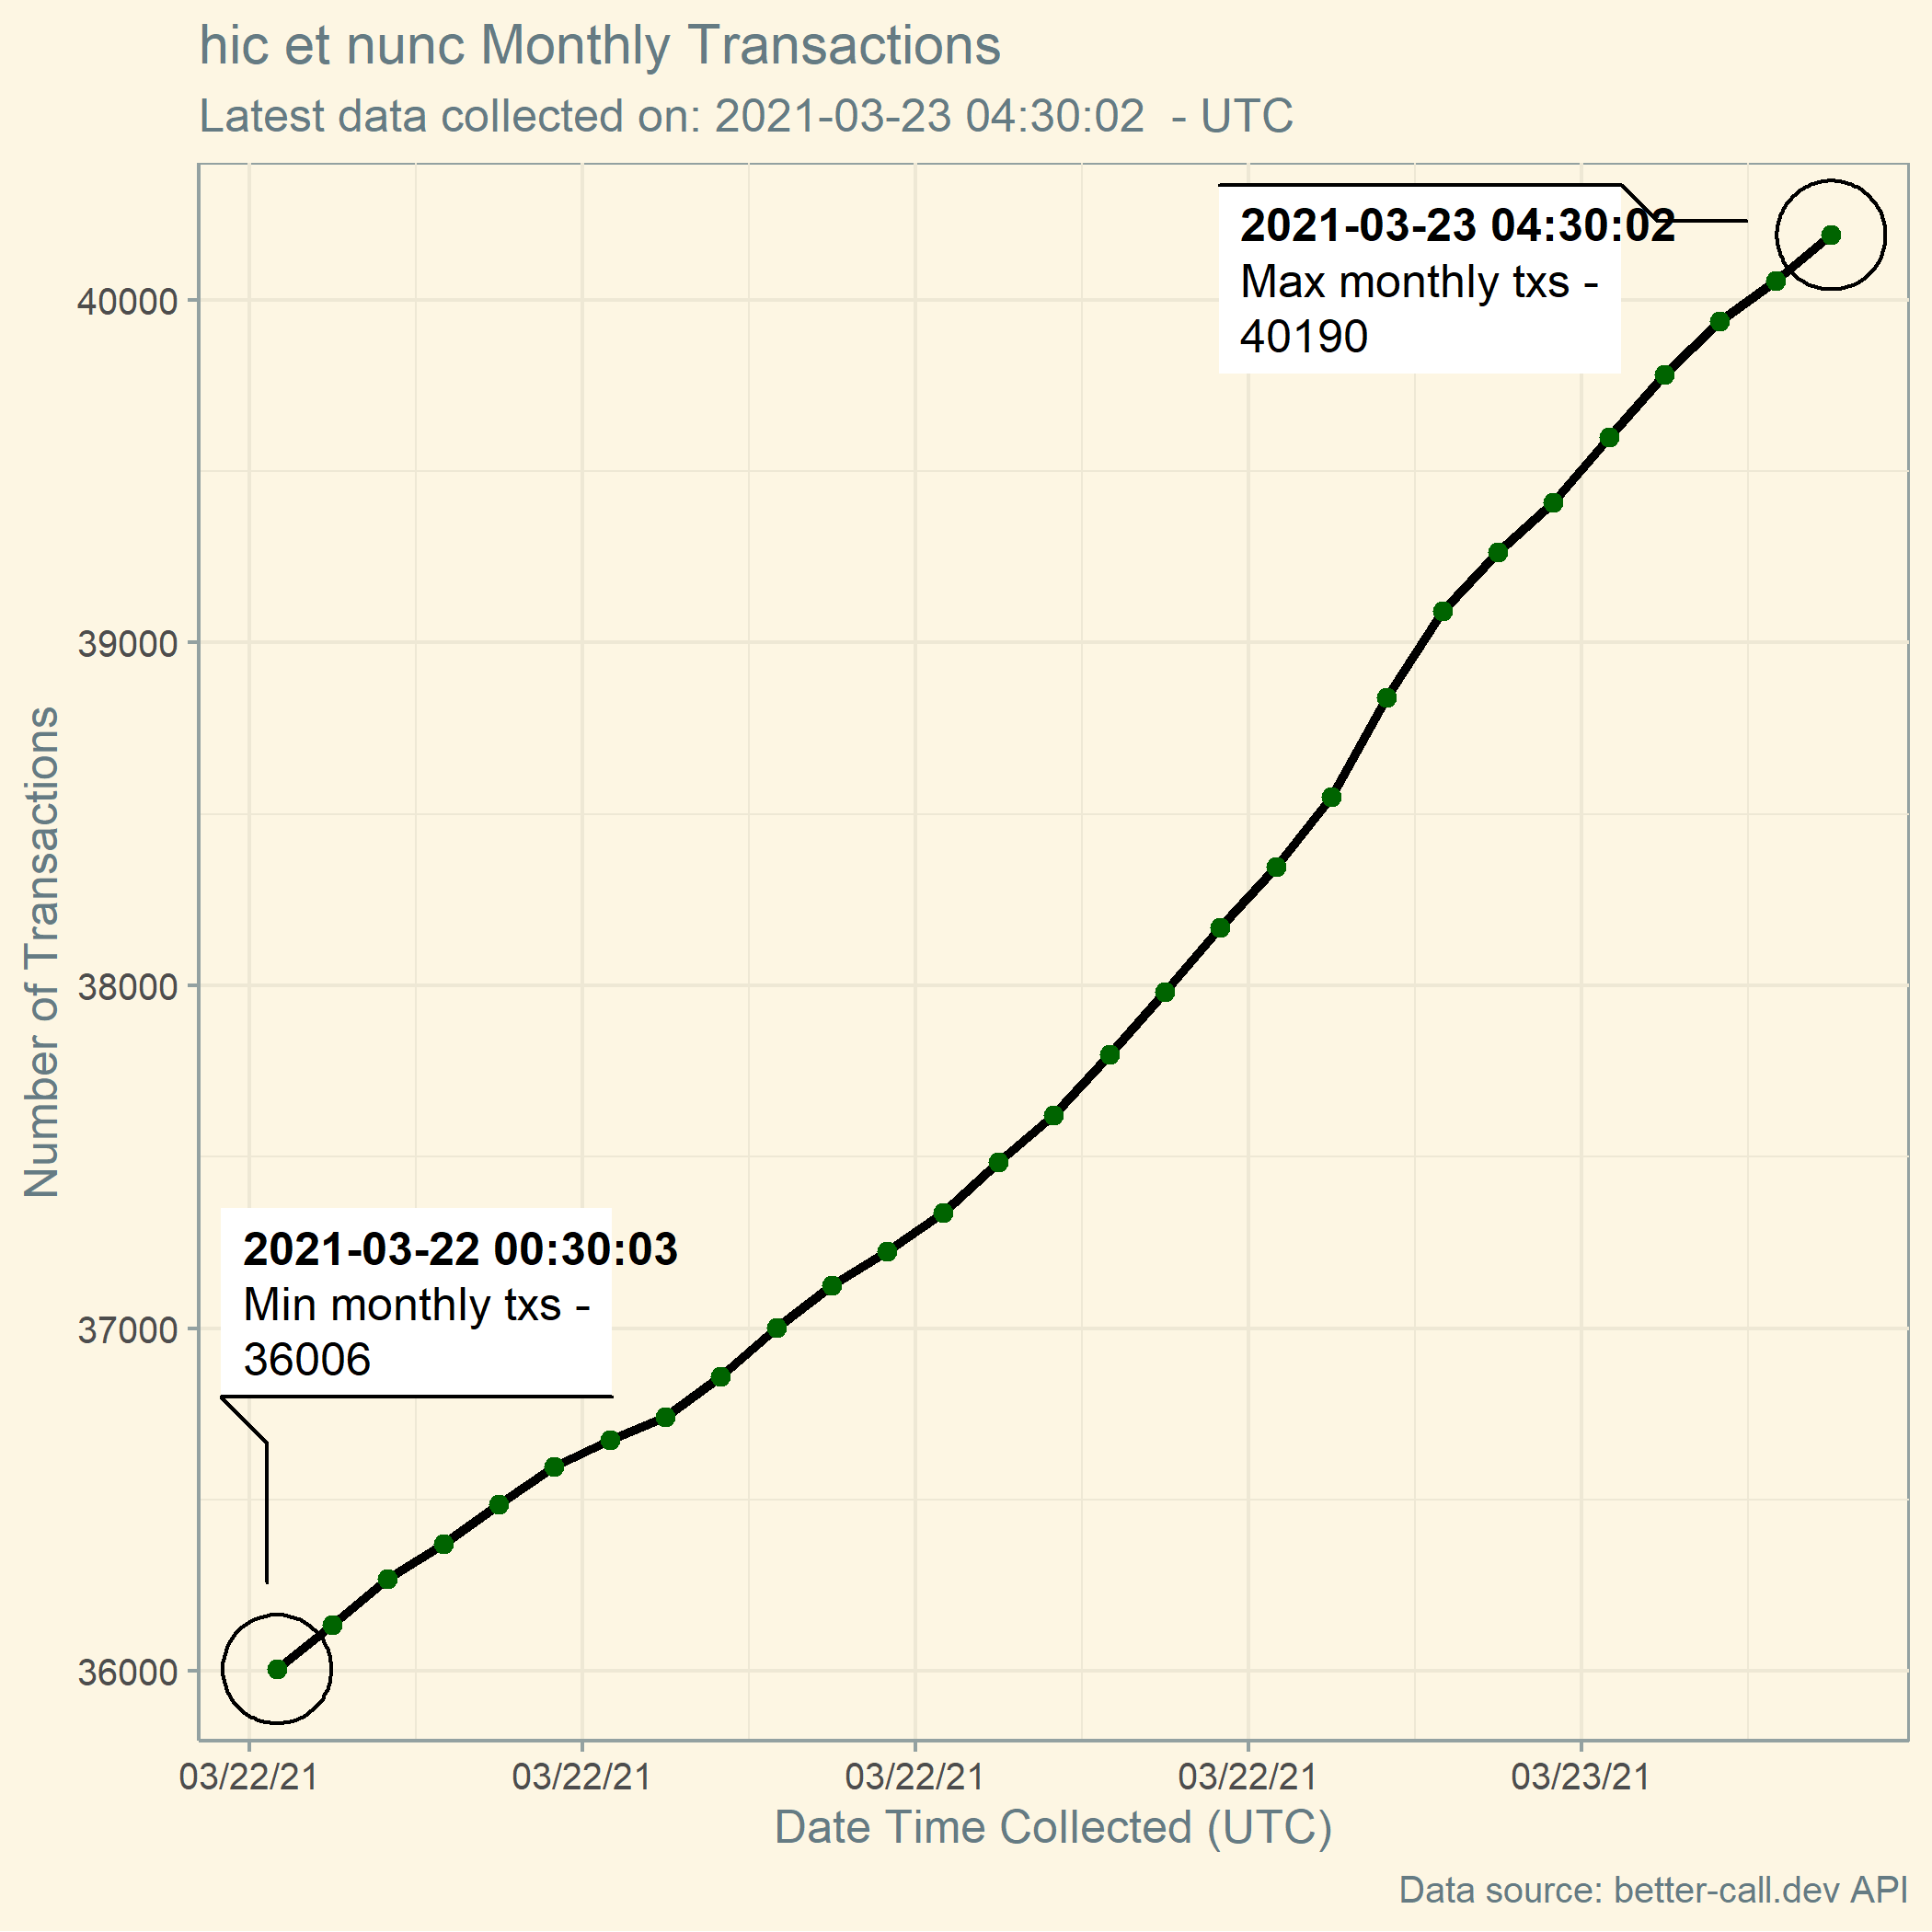 hic et nunc Monthly Transactions
Latest data collected on: 2021-03-23 04:30:02  - UTC
2021-03-23 04:30:02
Max monthly txs -
40190
40000
39000
38000
37000
36000
Number of Transactions
2021-03-22 00:30:03
Min monthly txs -
36006
03/22/21 03/22/21 03/22/21 03/22/21 03/23/21
Date Time Collected (UTC)
Data source: better-call.dev API